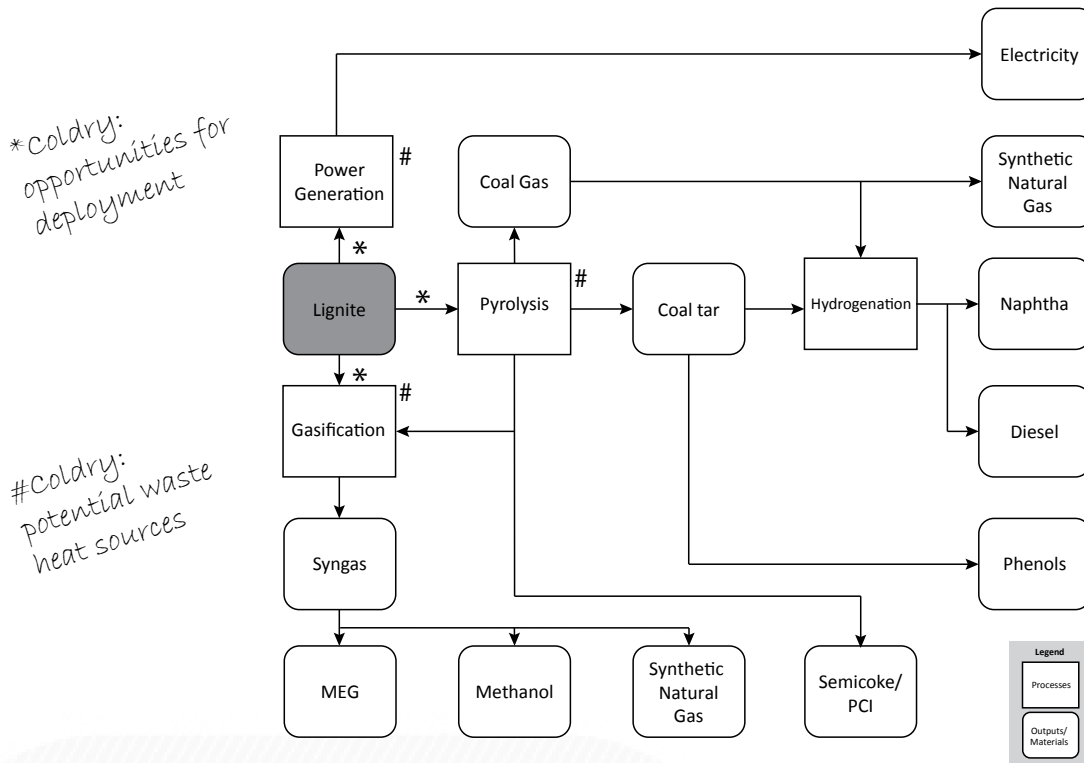 Electricity
*Coldry:
opportunities for
deployment
Power
Generation
#
Coal Gas
Synthetic
Natural
Gas
*
Lignite
*
Pyrolysis
#
Coal tar
Hydrogenation
Naphtha
*
#
Gasification
Diesel
#Coldry:
potential waste
heat sources
Syngas
Phenols
MEG
Methanol
Synthetic
Natural
Gas
Semicoke/
PCI
Legend
Processes
Outputs/
Materials